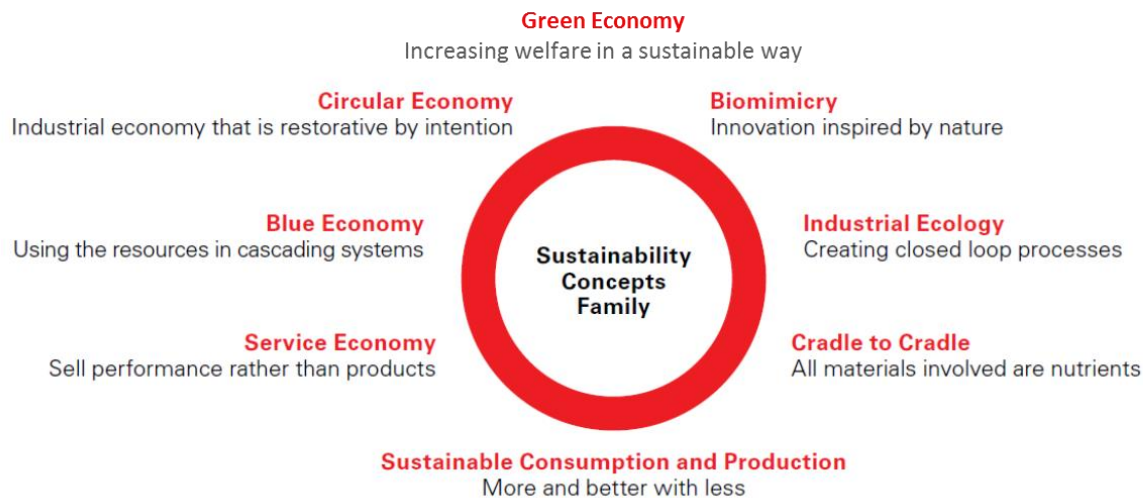 Green Economy
Increasing welfare in a sustainable way
Circular Economy
Industrial economy that is restorative by intention
Biomimicry
Innovation inspired by nature
Blue Economy
Using the resources in cascading systems
Industrial Ecology
Creating closed loop processes
Sustainability
Concepts
Family
Service Economy
Sell performance rather than products
Cradle to Cradle
All materials involved are nutrients
Sustainable Consumption and Production
More and better with less